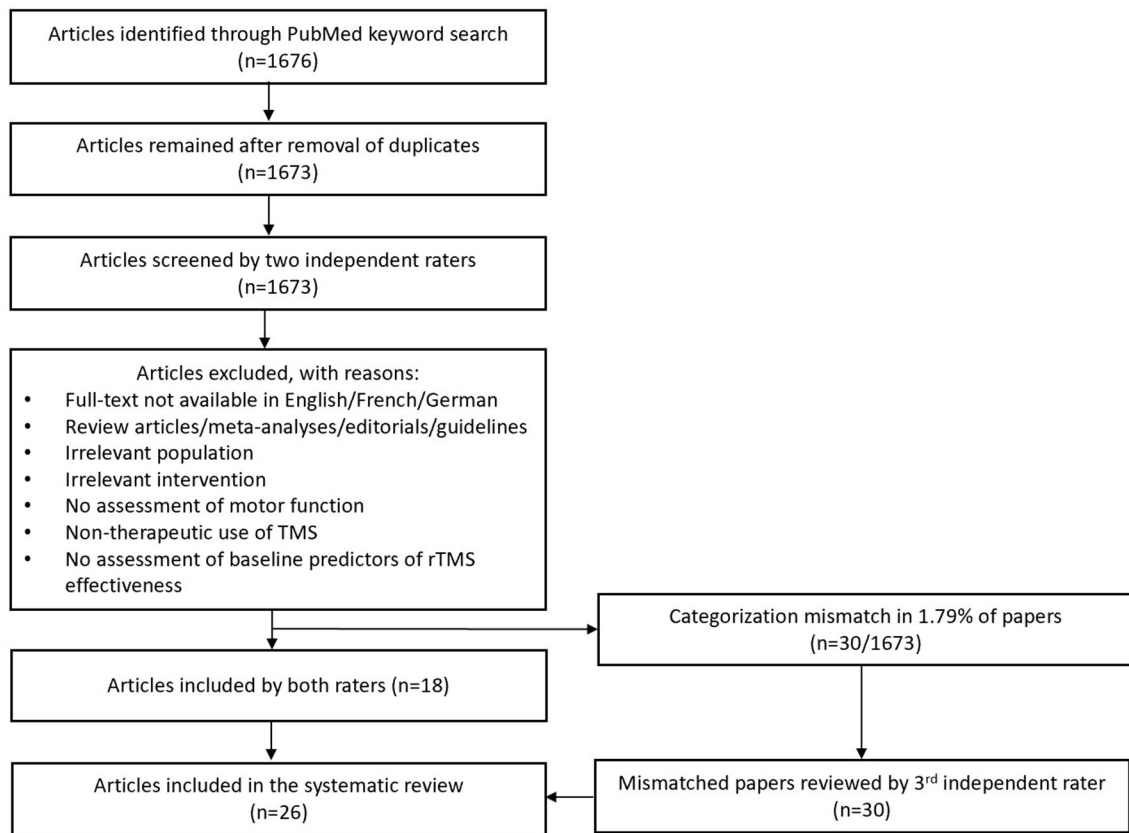 Articles identified through PubMed keyword search
(n=1676)
Articles remained after removal of duplicates
(n=1673)
Articles screened by two independent raters
(n=1673)
Articles excluded, with reasons:
• Full-text not available in English/French/German
• Review articles/meta-analyses/editorials/guidelines
• Irrelevant population
• Irrelevant intervention
• No assessment of motor function
• Non-therapeutic use of TMS
• No assessment of baseline predictors of rTMS
effectiveness
Categorization mismatch in 1.79% of papers
(n=30/1673)
Articles included by both raters (n=18)
Mismatched papers reviewed by 3rd independent rater
(n=30)
Articles included in the systematic review
(n=26)